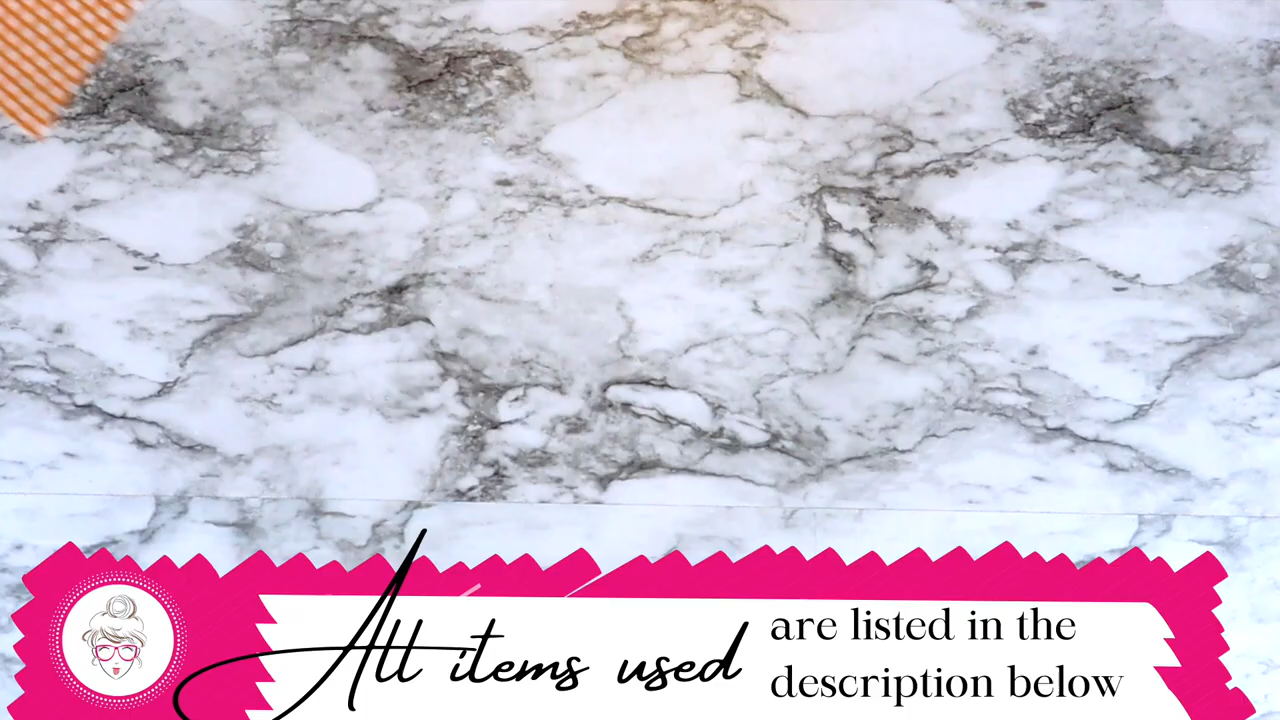 All items used
are listed in the
description below